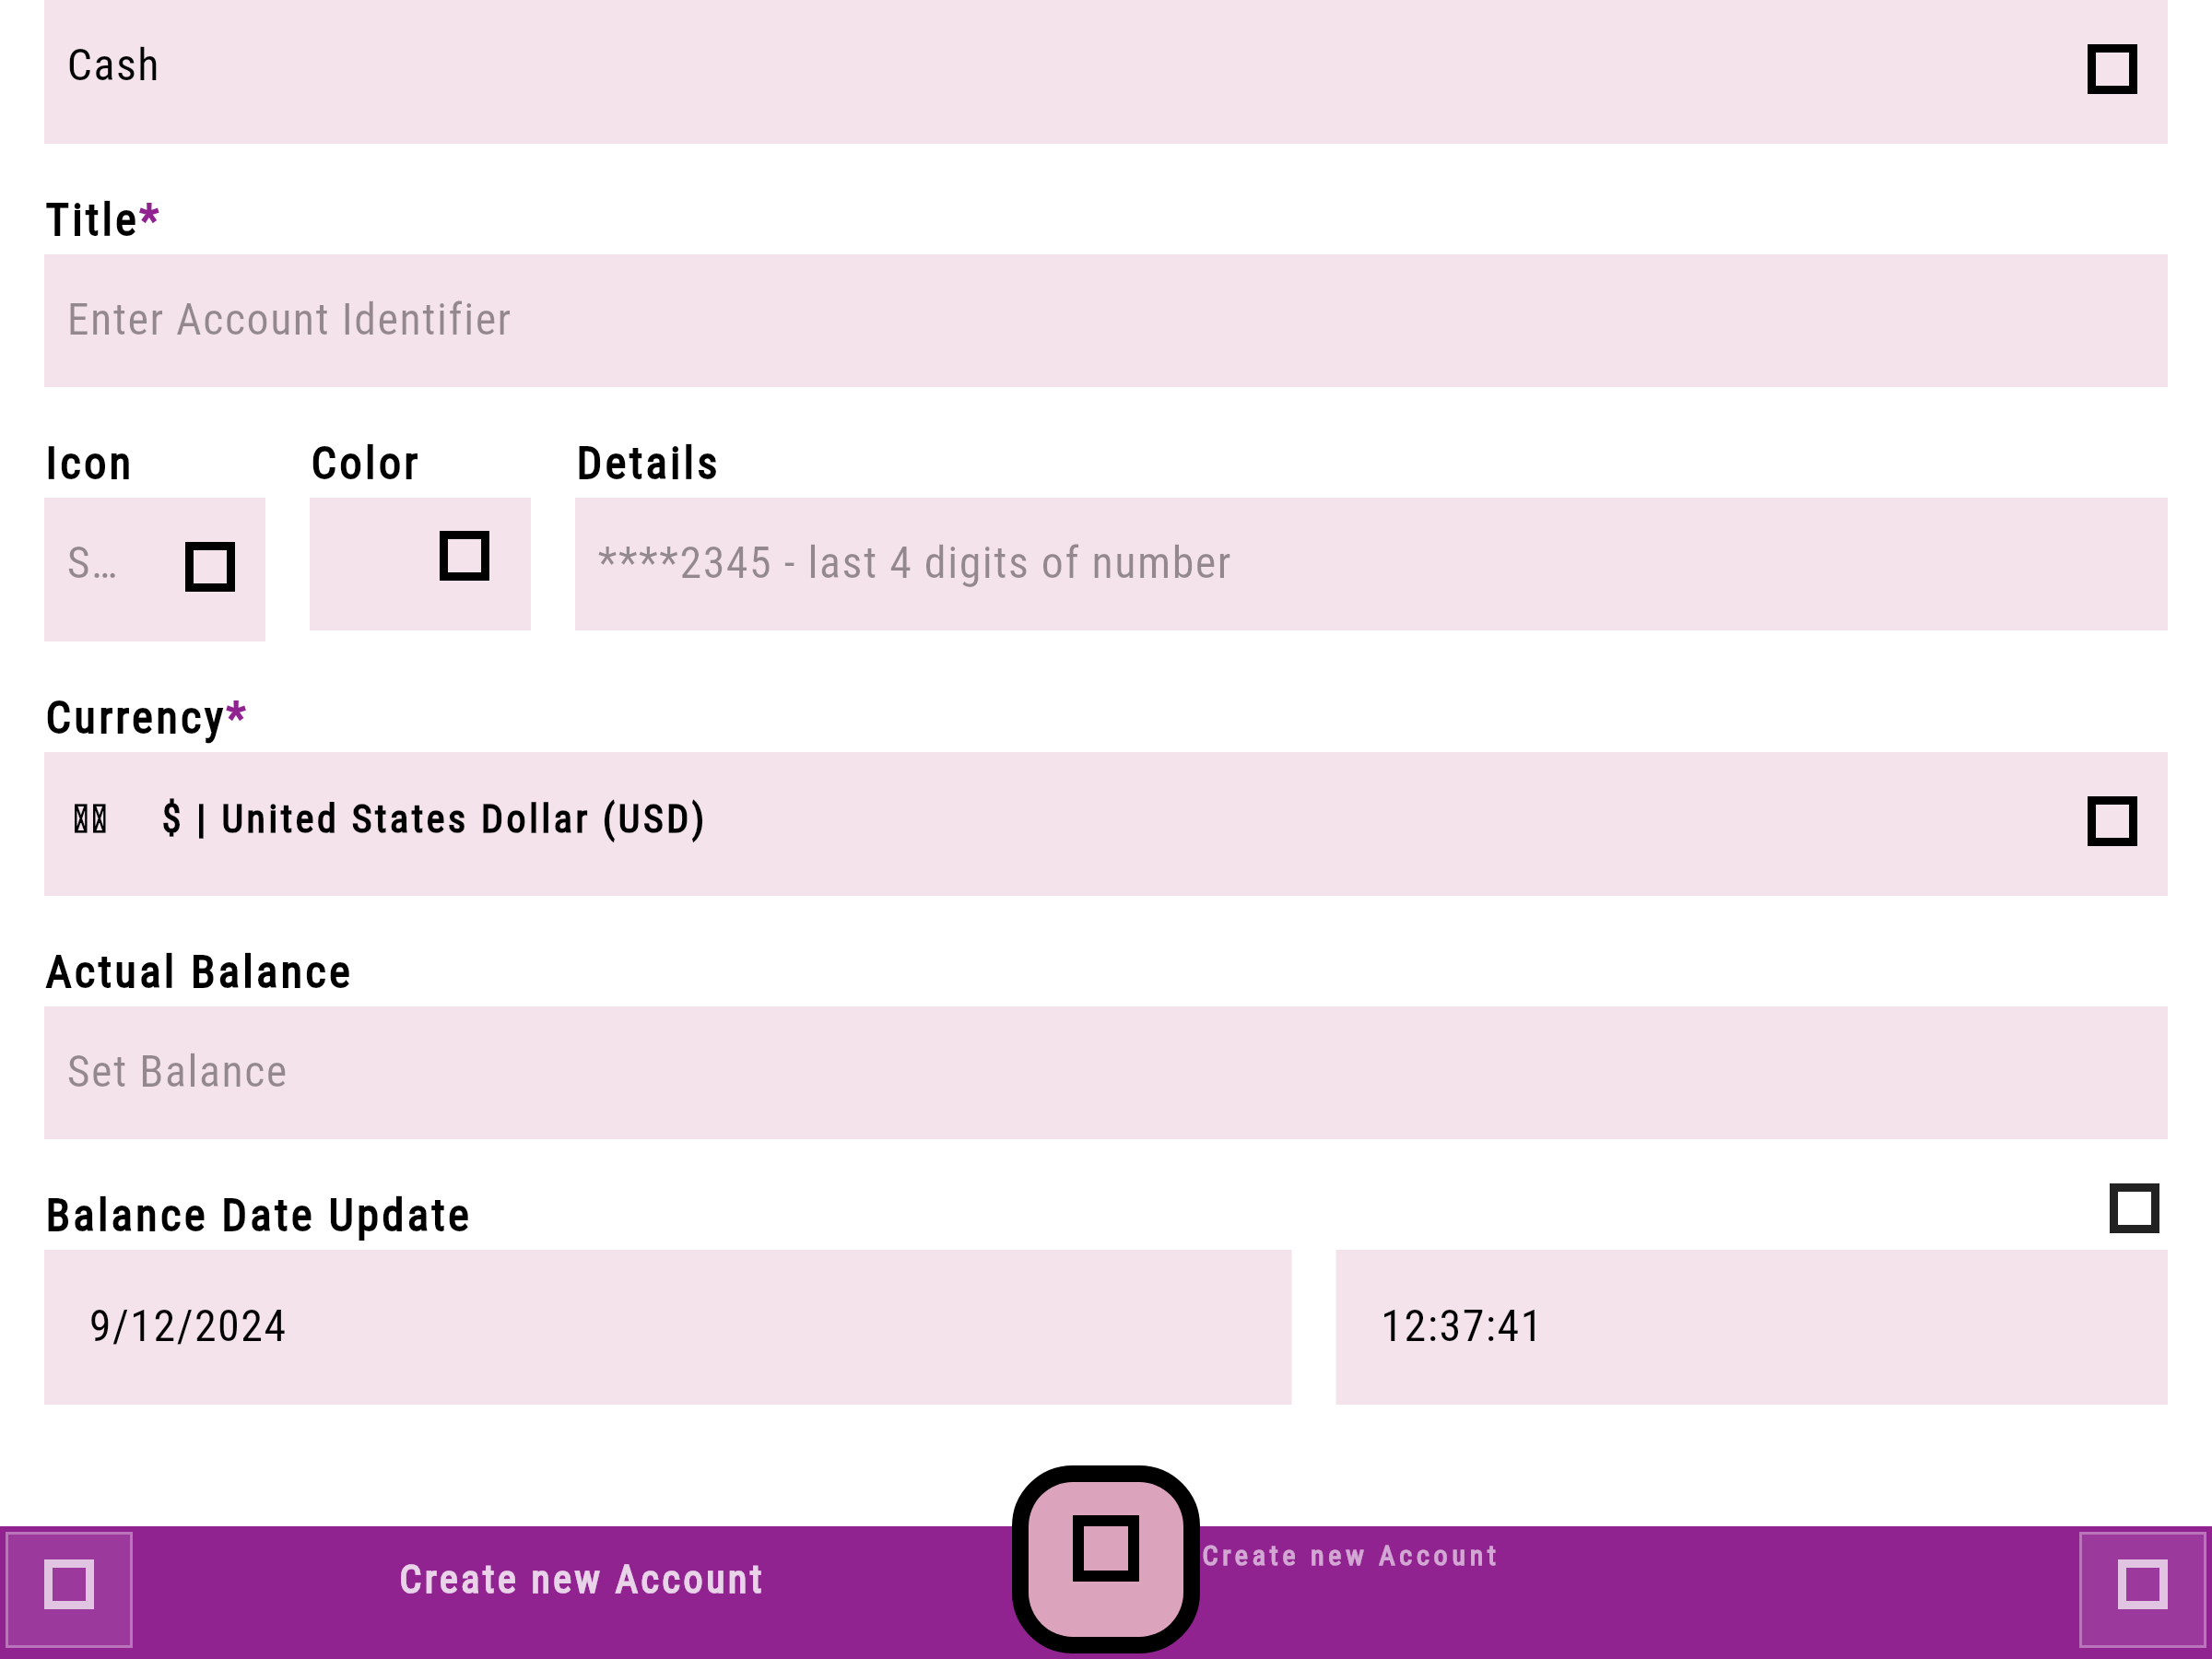 Cash
Title*
Enter Account Identifier
Icon Color Details
S… ****2345 - last 4 digits of number
Currency*
$ | United States Dollar (USD)
Actual Balance
Set Balance
Balance Date Update
9/12/2024 12:37:41
Create new Account Create new Account